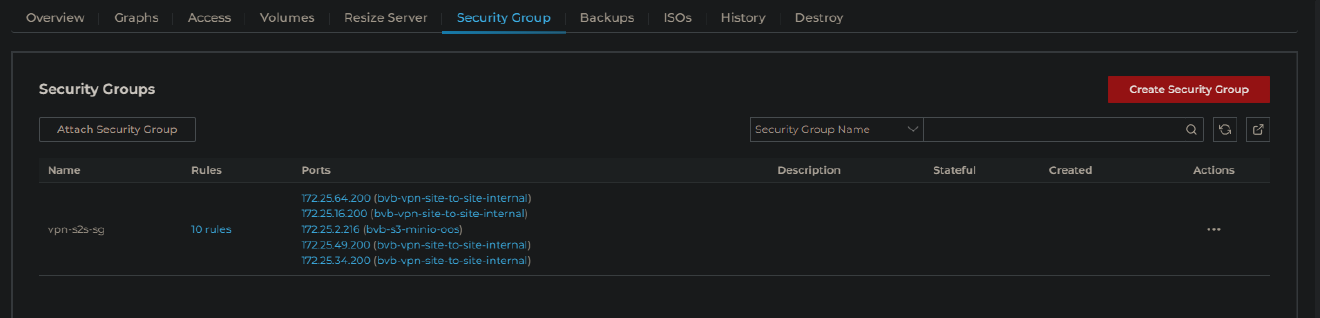 Overview Graphs Access Volumes Resize Server Security Group Backups ISOs History Destroy
Security Groups
Create Security Group
Attach Security Group
Security Group Name
Name Rules Ports Description Stateful Created Actions
172.25.64.200 (bvb-vpn-site-to-site-internal)
172.25.16.200 (bvb-vpn-site-to-site-internal)
vpn-s2s-sg 10 rules 172.25.2.216 (bvb-s3-minio-oos) ...
172.25.49.200 (bvb-vpn-site-to-site-internal)
172.25.34.200 (bvb-vpn-site-to-site-internal)